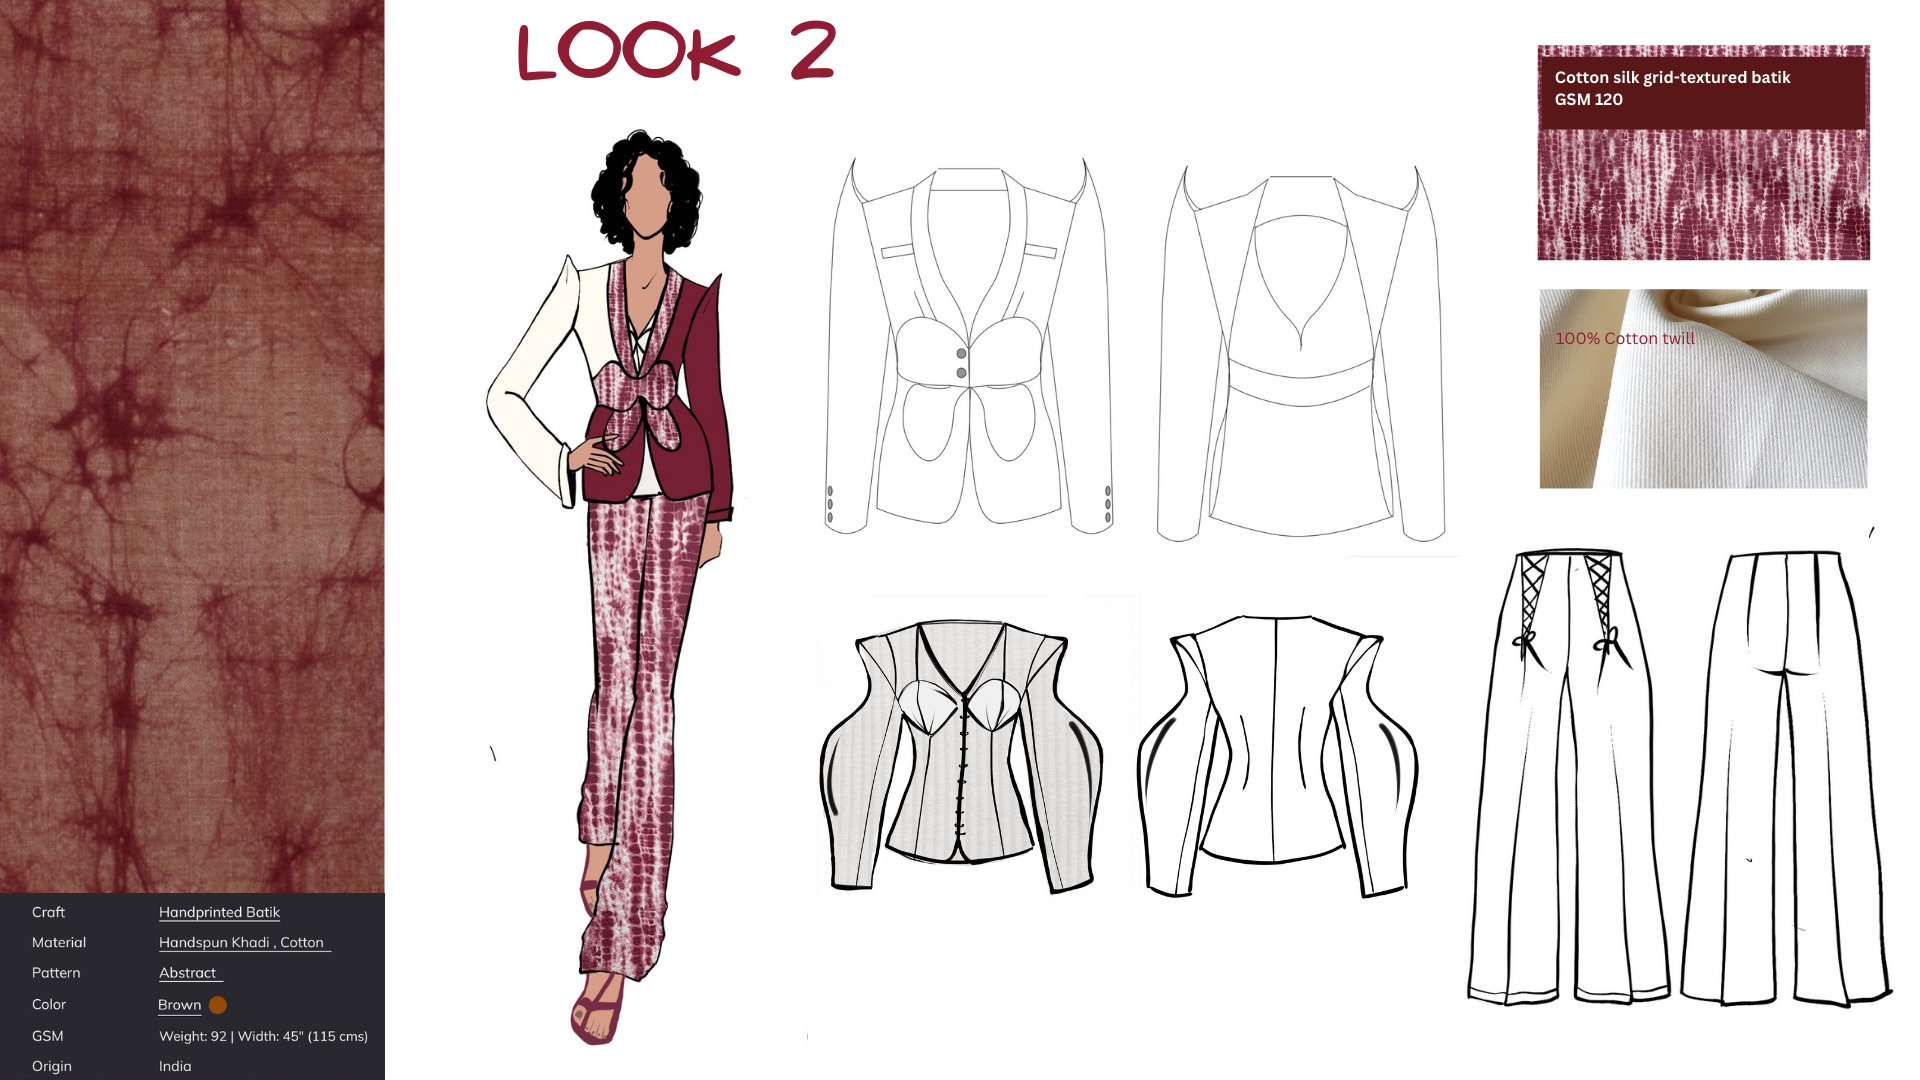 LOOK 2
Cotton silk grid-textured batik
GSM 120
100% Cotton twill
Craft Handprinted Batik
Material Handspun Khadi , Cotton
Pattern Abstract
Color Brown
GSM Weight: 92 | Width: 45" (115 cms)
Origin India